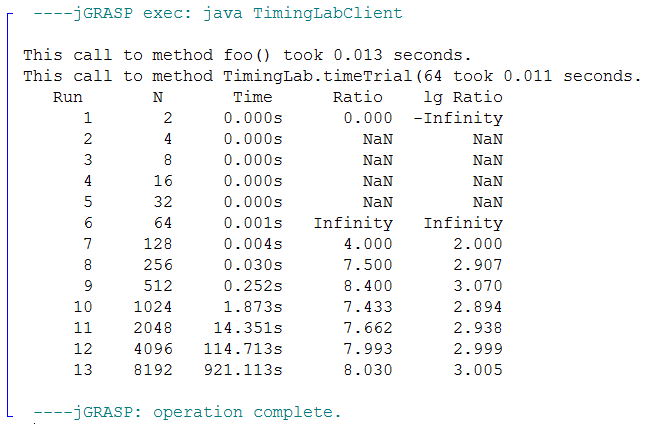 ----jGRASP exec: java TimingLabClient
This call to method foo() took 0.013 seconds.
This call to method TimingLab.timeTrial(64 took 0.011 seconds.
Run N Time Ratio lg Ratio
1 2 0.000s 0.000 -Infinity
2 4 0.000s NaN NaN
3 8 0.000s NaN NaN
4 16 0.000s NaN NaN
5 32 0.000s NaN NaN
6 64 0.001s Infinity Infinity
7 128 0.004s 4.000 2.000
8 256 0.030s 7.500 2.907
9 512 0.252s 8.400 3.070
10 1024 1.873s 7.433 2.894
11 2048 14.351s 7.662 2.938
12 4096 114.713s 7.993 2.999
13 8192 921.113s 8.030 3.005
----jGRASP: operation complete.